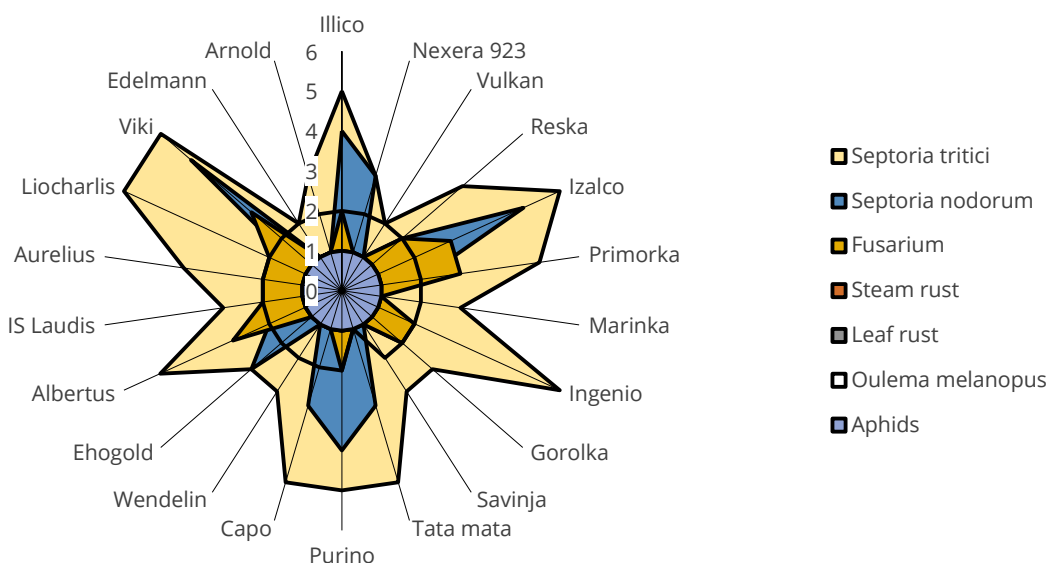 Illico
Nexera 923
Vulkan
Reska
Izalco
Primorka
Marinka
Ingenio
Gorolka
Savinja
Tata mata
Purino
Capo
Wendelin
Ehogold
Albertus
IS Laudis
Aurelius
Liocharlis
Viki
Edelmann
Arnold
6
5
4
3
2
1
0
Septoria tritici
Septoria nodorum
Fusarium
Steam rust
Leaf rust
Oulema melanopus
Aphids